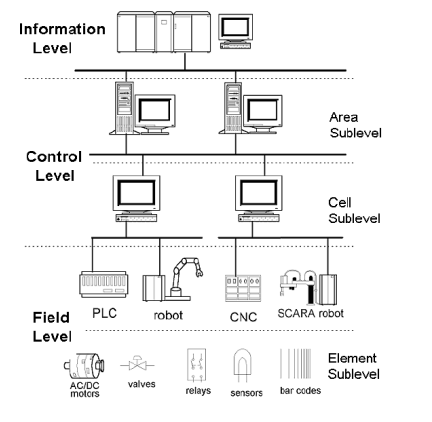 Information
Level
Area
Sublevel
Control
Level
Cell
Sublevel
PLC
robot
CNC
SCARA robot
Field
Level
Element
Sublevel
AC/DC
motors
valves
relays
sensors
bar codes